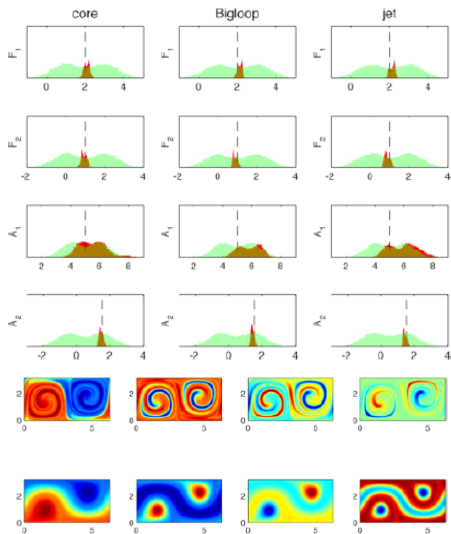 core Bigloop jet
F1 F1 F1
0 2 4 0 2 4 0 2 4
F2 F2 F2
-2 0 2 4 -2 0 2 4 -2 0 2 4
A1 A1 A1
2 4 6 8 2 4 6 8 2 4 6 8
A2 A2 A2
-2 0 2 4 -2 0 2 4 -2 0 2 4
2 2 2 2
0 0 0 0
0 5 0 5 0 5 0 5
2 2 2 2
0 0 0 0
0 5 0 5 0 5 0 5